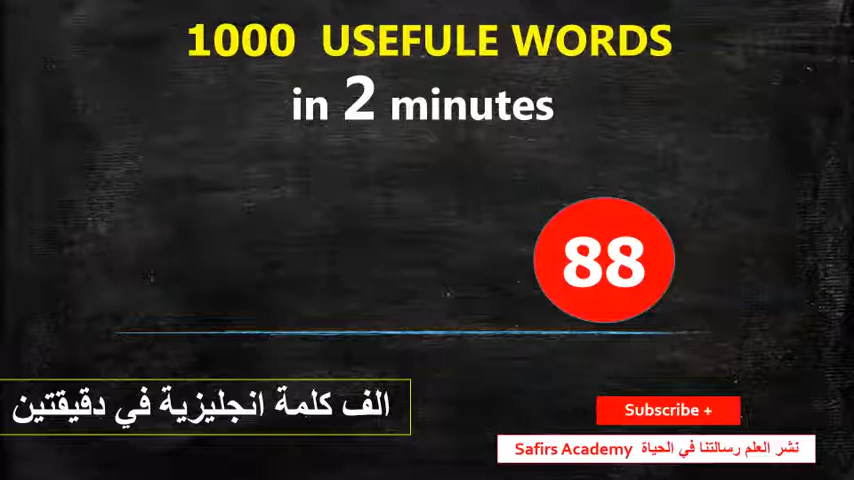 1000 USEFULE WORDS
in 2 minutes
88
الف كلمة انجليزية في دقيقتين
Subscribe +
Safirs Academy نشر العلم رسالتنا في الحياة